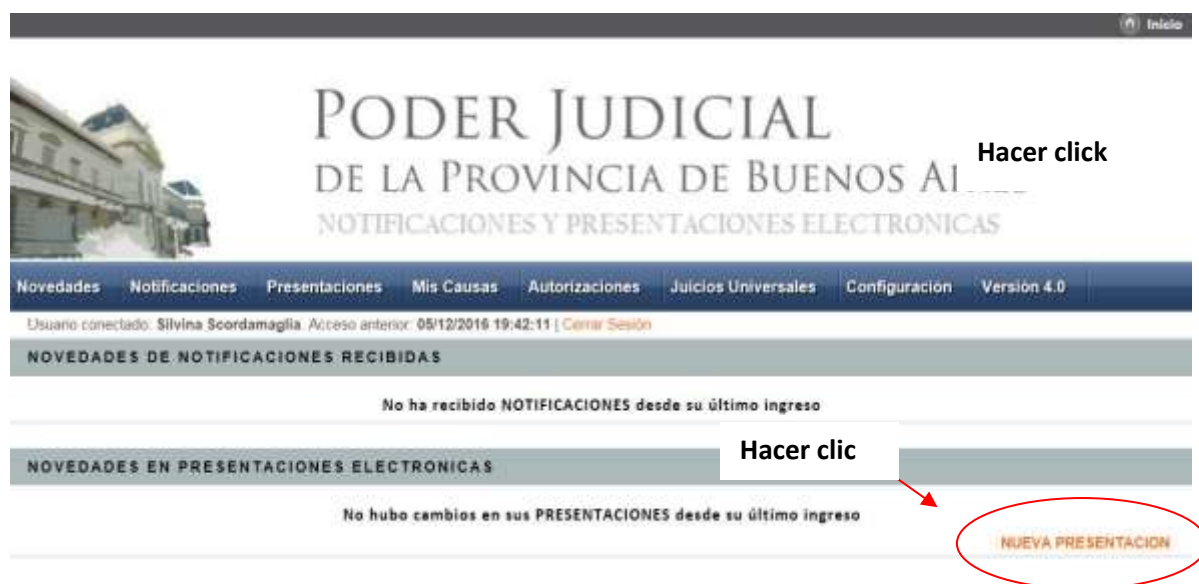 Inicio
PODER JUDICIAL
Hacer click
DE LA PROVINCIA DE BUENOS
NOTIFICACIONES Y PRESENTACIONES ELECTRONICAS
Novedades Notificaciones Presentaciones Mis Causas Autorizaciones Juicios Universales Configuración Versión 4.0
Usuario conectado: Silvina Scordamaglia. Acceso anterior: 05/12/2016 19:42:11 | Cerrar Sesión
NOVEDADES DE NOTIFICACIONES RECIBIDAS
No ha recibido NOTIFICACIONES desde su último ingreso
Hacer clic
NOVEDADES EN PRESENTACIONES ELECTRONICAS
No hubo cambios en sus PRESENTACIONES desde su último ingreso
NUEVA PRESENTACION